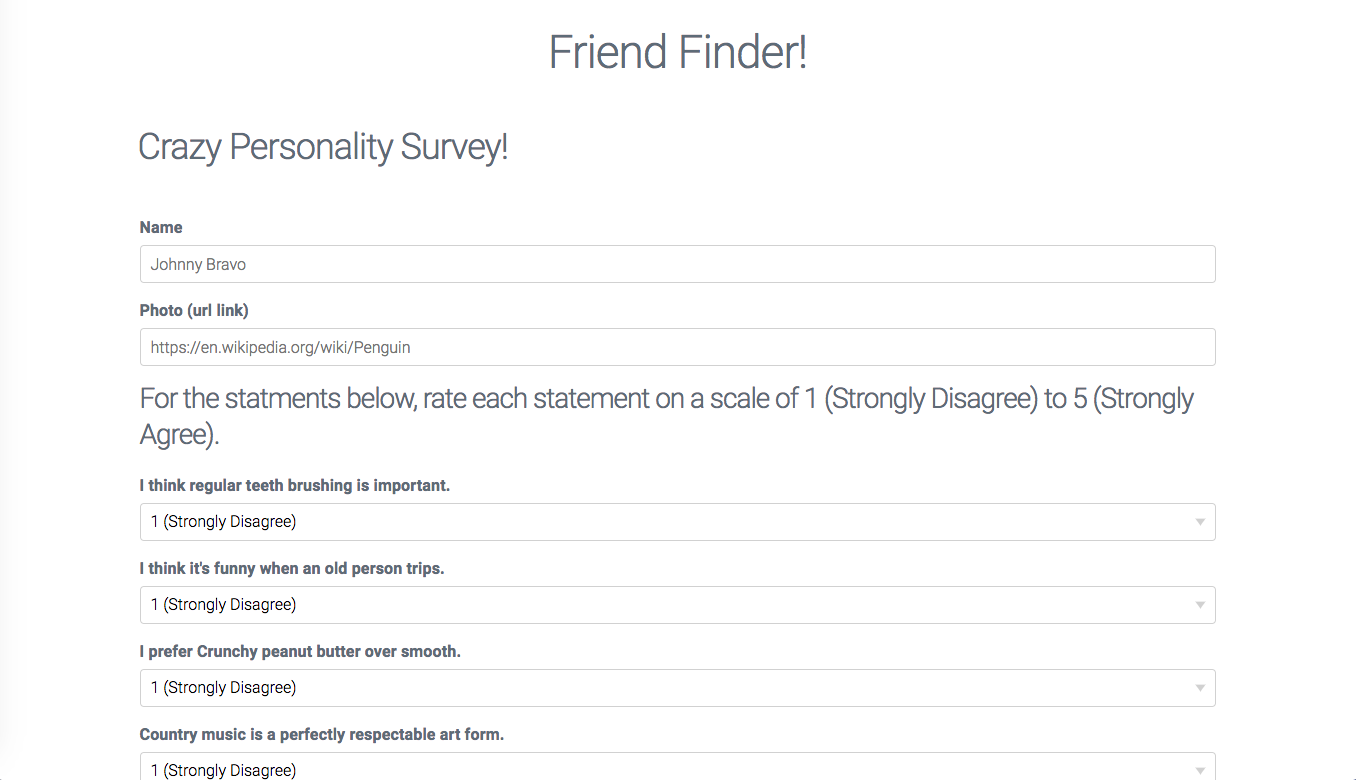 Friend Finder!
Crazy Personality Survey!
Name
Johnny Bravo
Photo (url link)
https://en.wikipedia.org/wiki/Penguin
For the statments below, rate each statement on a scale of 1 (Strongly Disagree) to 5 (Strongly
Agree).
I think regular teeth brushing is important.
1 (Strongly Disagree)
I think it's funny when an old person trips.
1 (Strongly Disagree)
I prefer Crunchy peanut butter over smooth.
1 (Strongly Disagree)
Country music is a perfectly respectable art form.
1 (Strongly Disagree)